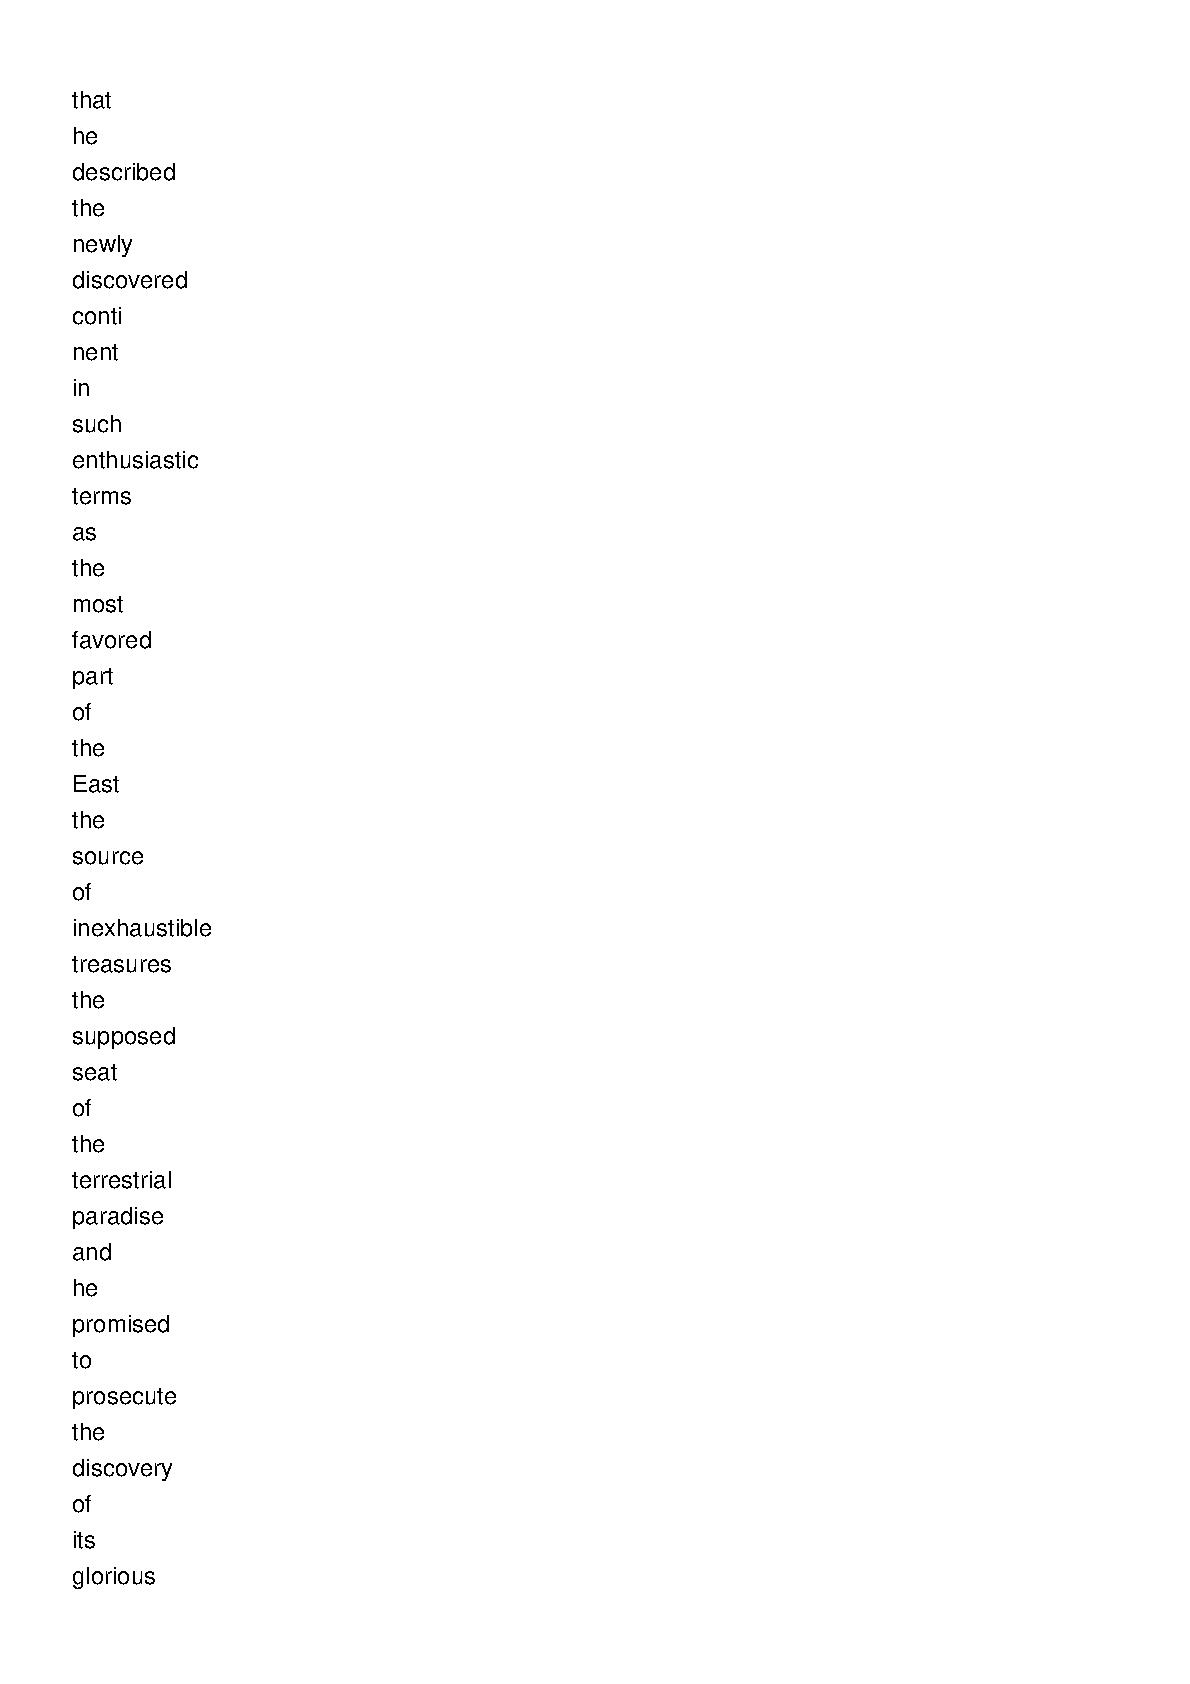 that
he
described
the
newly
discovered
conti
nent
in
such
enthusiastic
terms
as
the
most
favored
part
of
the
East
the
source
of
inexhaustible
treasures
the
supposed
seat
of
the
terrestrial
paradise
and
he
promised
to
prosecute
the
discovery
of
its
glorious